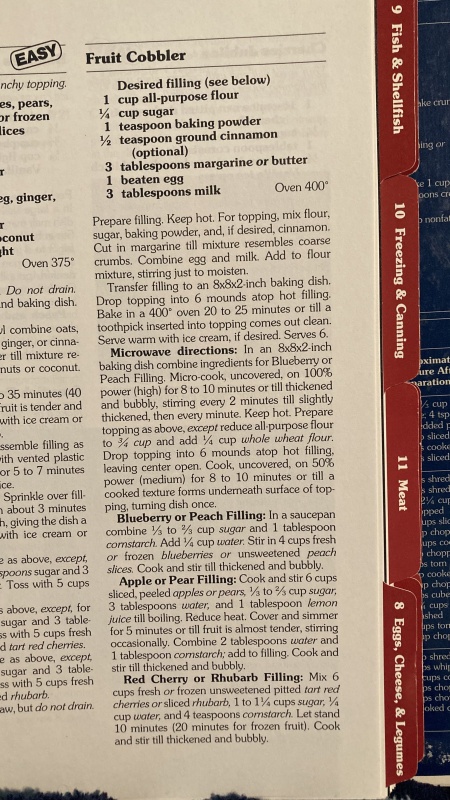 EASY
nchy topping.
es, pears,
or frozen
lices
r
eg, ginger,
r
oconut
ght
Oven 375°
Do not drain.
nd baking dish.
vl combine oats,
ginger, or cinna-
er till mixture re-
nuts or coconut.
o 35 minutes (40
fruit is tender and
with ice cream or
ssemble filling as
ith vented plastic
or 5 to 7 minutes
ice.
Sprinkle over fill-
n about 3 minutes
h, giving the dish a
with ice cream or
e as above, except,
spoons sugar and 3
Toss with 5 cups
s above, except, for
sugar and 3 table-
ss with 5 cups fresh
d tart red cherries.
e as above, except,
sugar and 3 table-
ss with 5 cups fresh
ed rhubarb.
aw, but do not drain.
Fruit Cobbler
Desired filling (see below)
1 cup all-purpose flour
¼ cup sugar
1 teaspoon baking powder
½ teaspoon ground cinnamon
(optional)
3 tablespoons margarine or butter
1 beaten egg
3 tablespoons milk Oven 400°
Prepare filling. Keep hot. For topping, mix flour,
sugar, baking powder, and, if desired, cinnamon.
Cut in margarine till mixture resembles coarse
crumbs. Combine egg and milk. Add to flour
mixture, stirring just to moisten.
Transfer filling to an 8x8x2-inch baking dish.
Drop topping into 6 mounds atop hot filling.
Bake in a 400° oven 20 to 25 minutes or till a
toothpick inserted into topping comes out clean.
Serve warm with ice cream, if desired. Serves 6.
Microwave directions: In an 8x8x2-inch
baking dish combine ingredients for Blueberry or
Peach Filling. Micro-cook, uncovered, on 100%
power (high) for 8 to 10 minutes or till thickened
and bubbly, stirring every 2 minutes till slightly
thickened, then every minute. Keep hot. Prepare
topping as above, except reduce all-purpose flour
to ¾ cup and add ¼ cup whole wheat flour.
Drop topping into 6 mounds atop hot filling,
leaving center open. Cook, uncovered, on 50%
power (medium) for 8 to 10 minutes or till a
cooked texture forms underneath surface of top-
ping, turning dish once.
Blueberry or Peach Filling: In a saucepan
combine ⅓ to ⅔ cup sugar and 1 tablespoon
cornstarch. Add ¼ cup water. Stir in 4 cups fresh
or frozen blueberries or unsweetened peach
slices. Cook and stir till thickened and bubbly.
Apple or Pear Filling: Cook and stir 6 cups
sliced, peeled apples or pears, ⅓ to ⅔ cup sugar,
3 tablespoons water, and 1 tablespoon lemon
juice till boiling. Reduce heat. Cover and simmer
for 5 minutes or till fruit is almost tender, stirring
occasionally. Combine 2 tablespoons water and
1 tablespoon cornstarch; add to filling. Cook and
stir till thickened and bubbly.
Red Cherry or Rhubarb Filling: Mix 6
cups fresh or frozen unsweetened pitted tart red
cherries or sliced rhubarb, 1 to 1¼ cups sugar, ¼
cup water, and 4 teaspoons cornstarch. Let stand
10 minutes (20 minutes for frozen fruit). Cook
and stir till thickened and bubbly.
9 Fish & Shellfish
10 Freezing & Canning
11 Meat
8 Eggs, Cheese, & Legumes